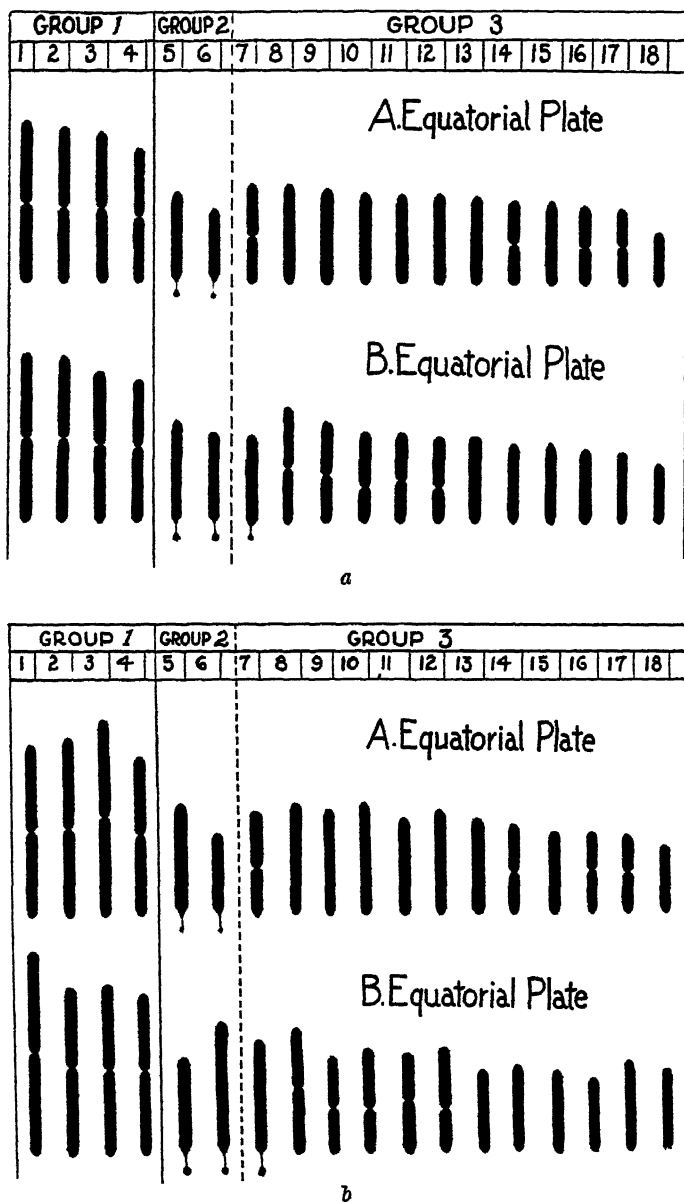 GROUP 1 GROUP 2 GROUP 3
1 2 3 4 5 6 7 8 9 10 11 12 13 14 15 16 17 18
A.Equatorial Plate
B.Equatorial Plate
a
GROUP 1 GROUP 2 GROUP 3
1 2 3 4 5 6 7 8 9 10 11 12 13 14 15 16 17 18
A.Equatorial Plate
B.Equatorial Plate
b